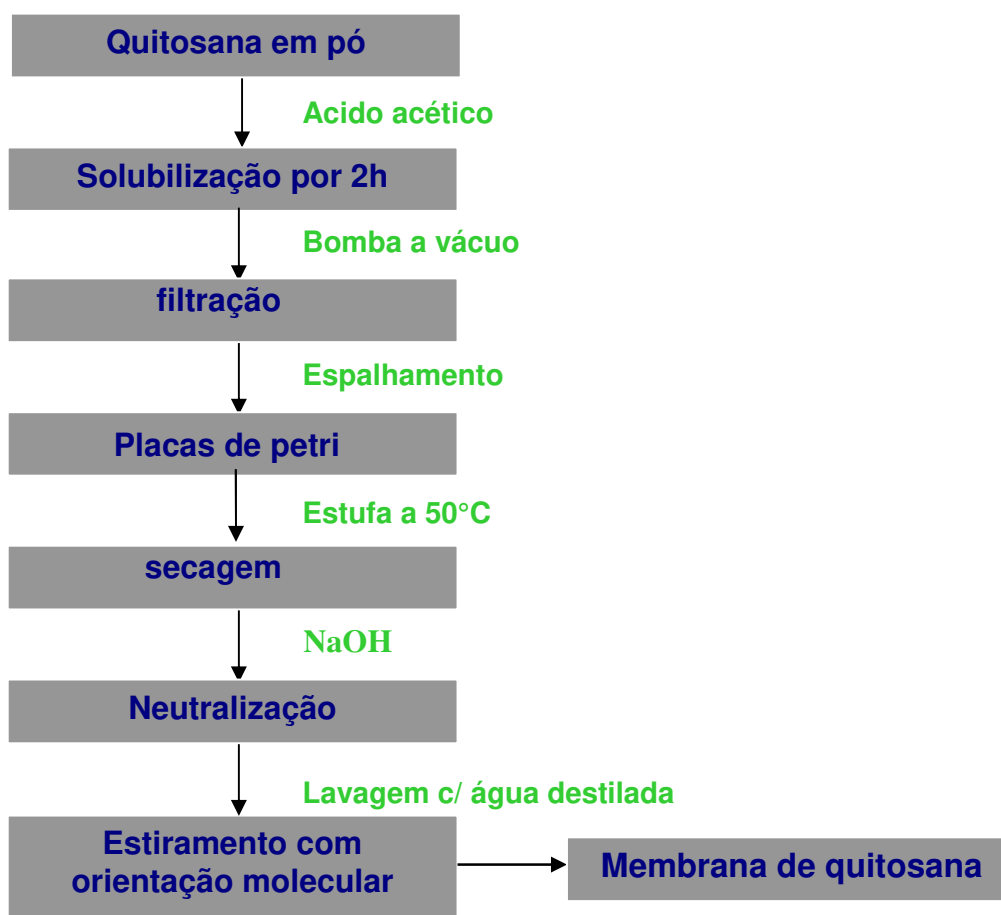 Quitosana em pó
Acido acético
Solubilização por 2h
Bomba a vácuo
filtração
Espalhamento
Placas de petri
Estufa a 50°C
secagem
NaOH
Neutralização
Lavagem c/ água destilada
Estiramento com
orientação molecular
Membrana de quitosana